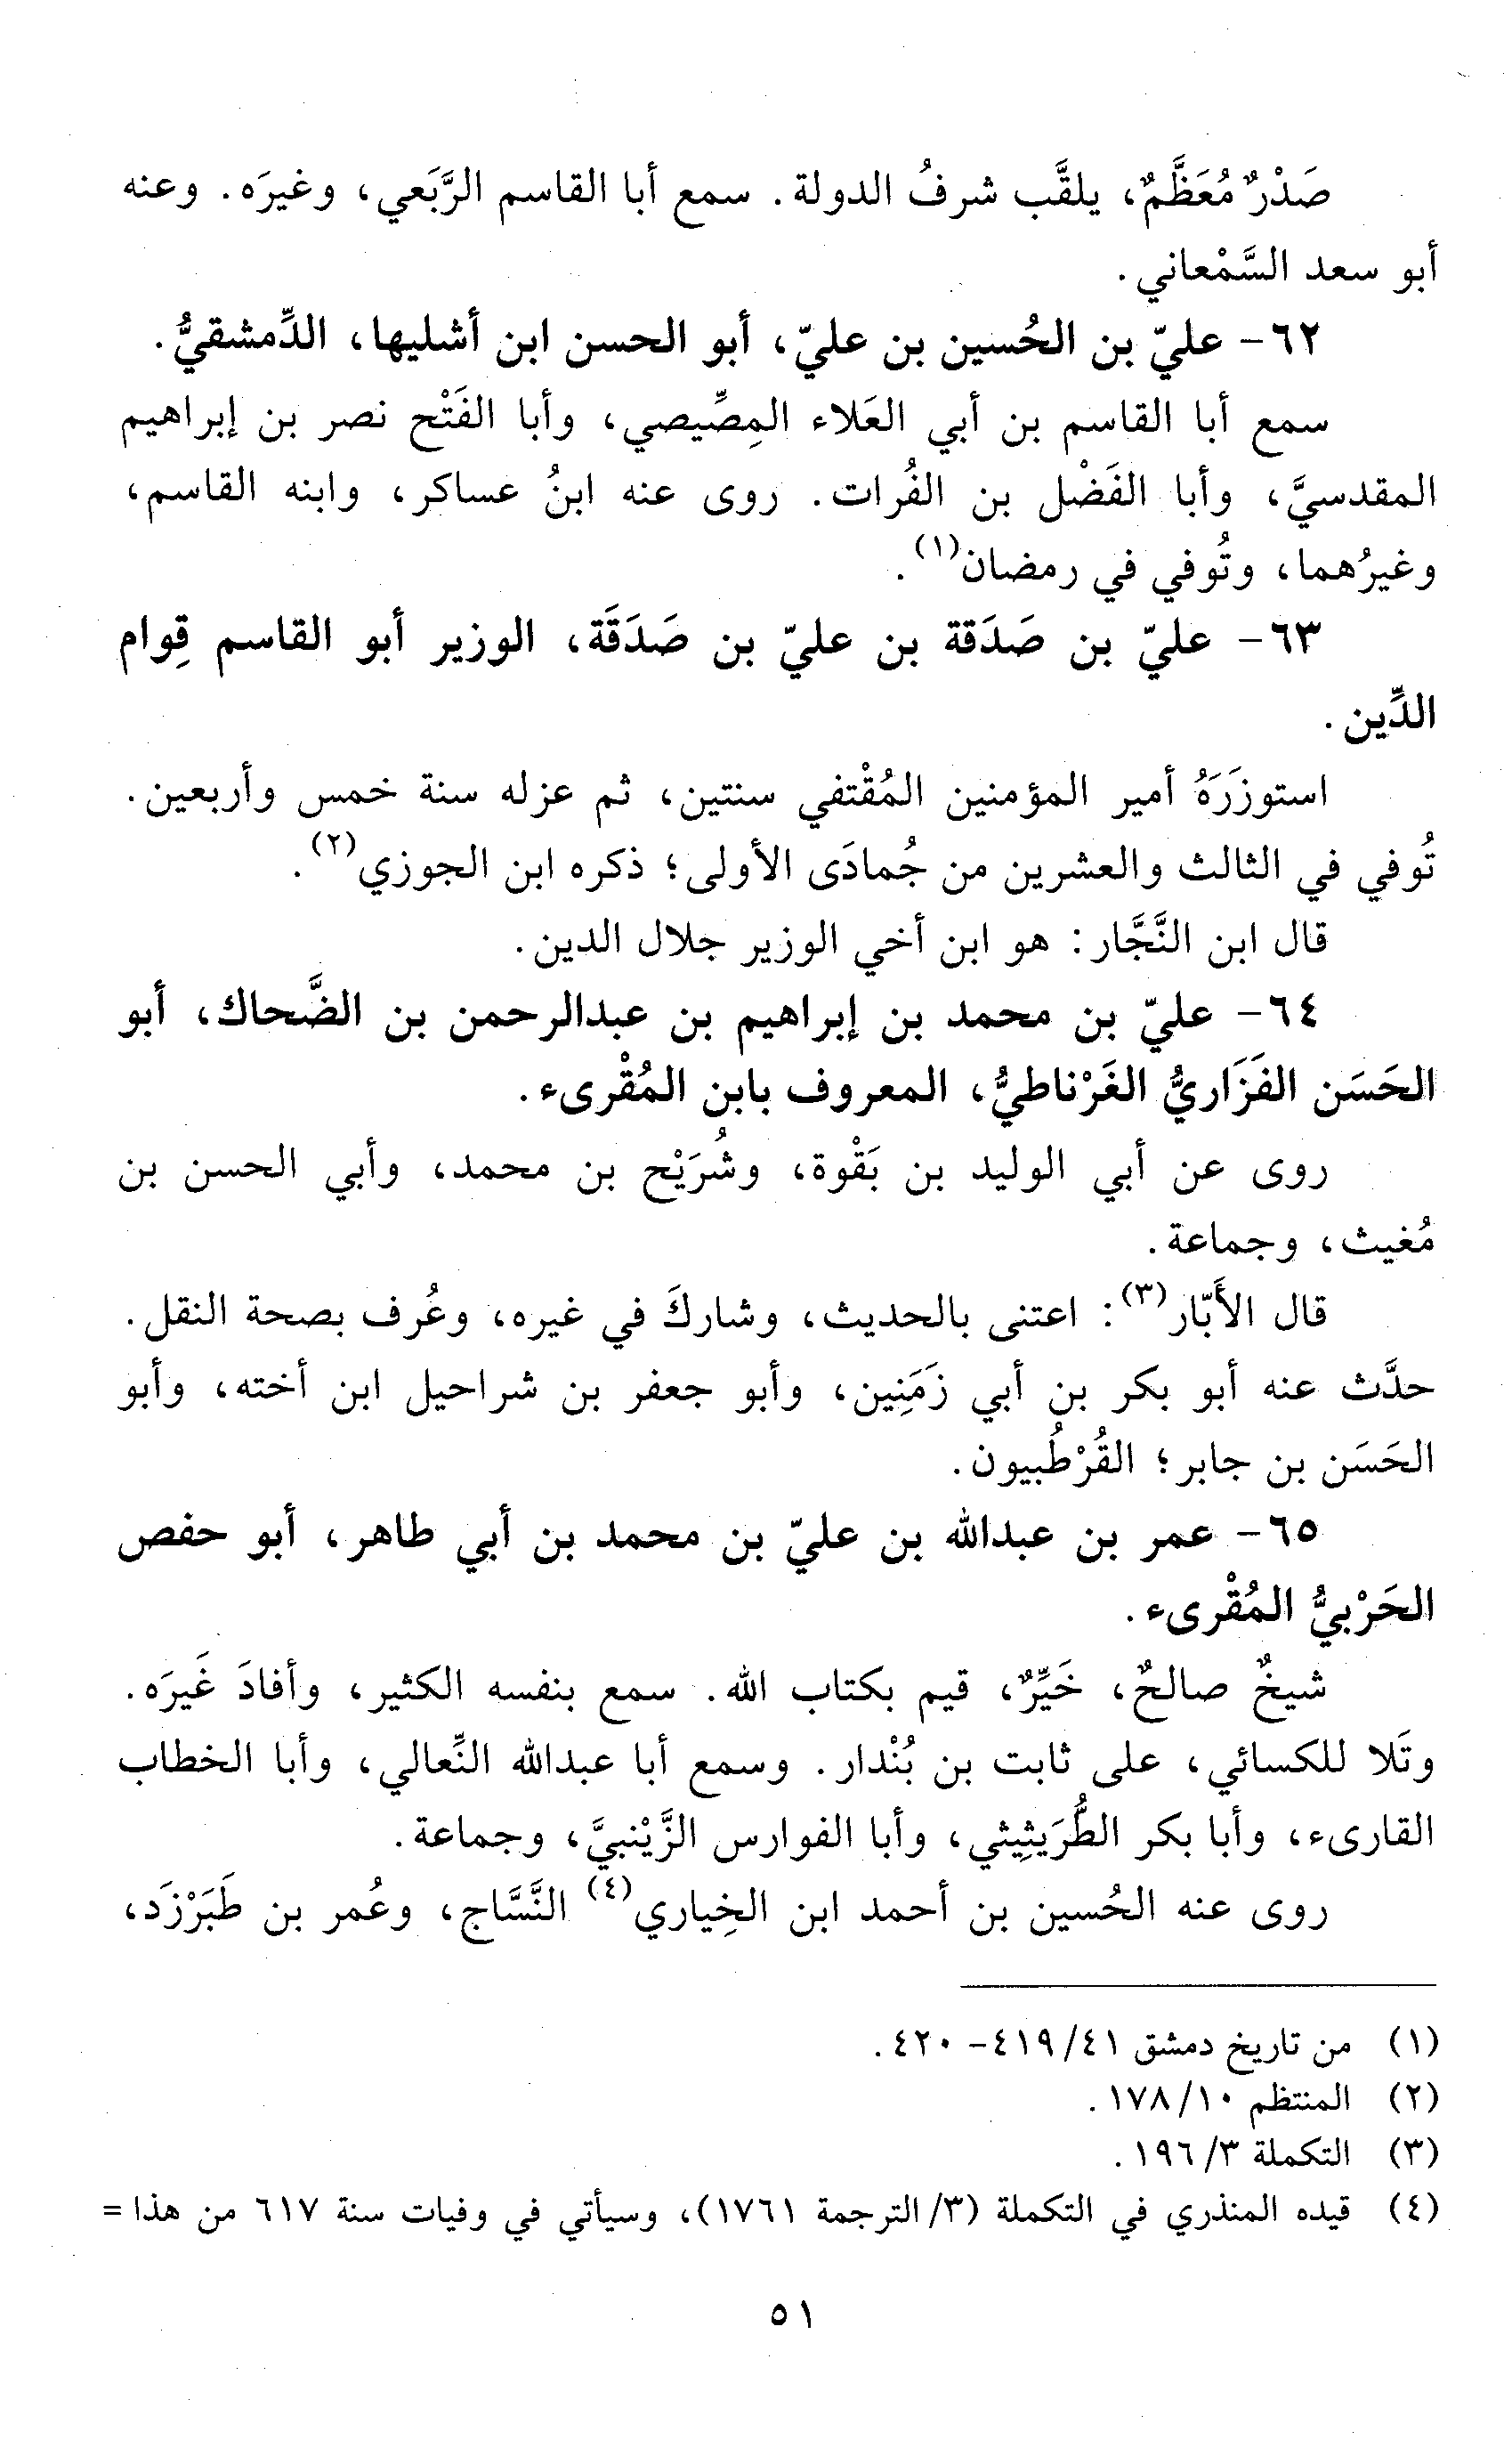 صَدْرٌ مُعَظَّمٌ، يلقَّب شرفُ الدولة. سمع أبا القاسم الرَّبَعي، وغيرَه. وعنه
أبو سعد السَّمْعاني.
٦٢- عليّ بن الحُسين بن عليّ، أبو الحسن ابن أشليها، الدِّمشقيُّ.
سمع أبا القاسم بن أبي العَلاء المِصِّيصي، وأبا الفَتْح نصر بن إبراهيم
المقدسيَّ، وأبا الفَضْل بن الفُرات. روى عنه ابنُ عساكر، وابنه القاسم،
وغيرُهما، وتُوفي في رمضان(١).
٦٣- عليّ بن صَدَقة بن عليّ بن صَدَقَة، الوزير أبو القاسم قِوام
الدِّين.
استوزَرَهُ أمير المؤمنين المُقْتفي سنتين، ثم عزله سنة خمس وأربعين.
تُوفي في الثالث والعشرين من جُمادَى الأولى؛ ذكره ابن الجوزي(٢).
قال ابن النَّجَّار: هو ابن أخي الوزير جلال الدين.
٦٤- عليّ بن محمد بن إبراهيم بن عبدالرحمن بن الضَّحاك، أبو
الحَسَن الفَزَاريُّ الغَرْناطيُّ، المعروف بابن المُقْرىء.
روى عن أبي الوليد بن بَقْوة، وشُرَيْح بن محمد، وأبي الحسن بن
مُغيث، وجماعة.
قال الأَبّار(٣): اعتنى بالحديث، وشاركَ في غيره، وعُرف بصحة النقل.
حدَّث عنه أبو بكر بن أبي زَمَنِين، وأبو جعفر بن شراحيل ابن أخته، وأبو
الحَسَن بن جابر؛ القُرْطُبيون.
٦٥- عمر بن عبدالله بن عليّ بن محمد بن أبي طاهر، أبو حفص
الحَرْبيُّ المُقْرىء.
شيخٌ صالحٌ، خَيِّرٌ، قيم بكتاب الله. سمع بنفسه الكثير، وأفادَ غَيرَه.
وتَلا للكسائي، على ثابت بن بُنْدار. وسمع أبا عبدالله النِّعالي، وأبا الخطاب
القارىء، وأبا بكر الطُّرَيثِيثي، وأبا الفوارس الزَّيْنبيَّ، وجماعة.
روى عنه الحُسين بن أحمد ابن الخِياري(٤) النَّسَّاج، وعُمر بن طَبَرْزَد،
(١) من تاريخ دمشق ٤١/ ٤١٩- ٤٢٠.
(٢) المنتظم ١٠/ ١٧٨.
(٣) التكملة ٣/ ١٩٦.
(٤) قيده المنذري في التكملة (٣/ الترجمة ١٧٦١)، وسيأتي في وفيات سنة ٦١٧ من هذا =
٥١